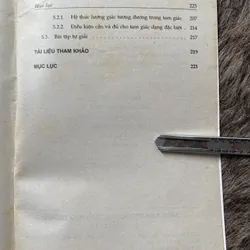 Mục lục 225
5.2.1. Hệ thức lượng giác tương đương trong tam giác 207
5.2.2. Điều kiện cần và đủ cho tam giác dạng đặc biệt 214
5.3. Bài tập tự giải 217
TÀI LIỆU THAM KHẢO 219
MỤC LỤC 221